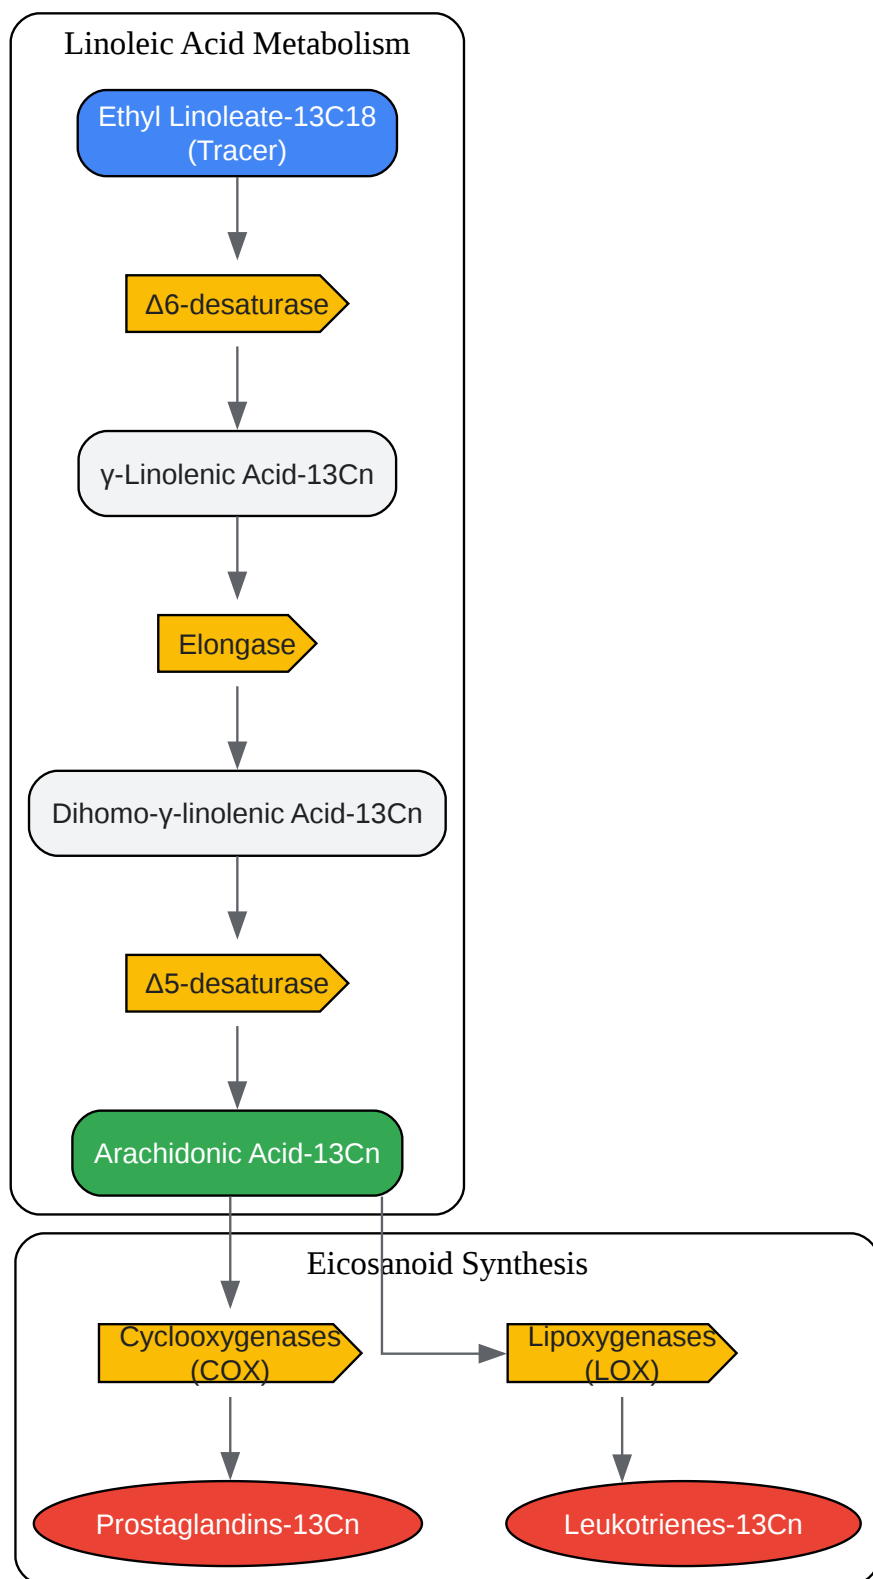 Linoleic Acid Metabolism
Ethyl Linoleate-13C18
(Tracer)
Δ6-desaturase
γ-Linolenic Acid-13Cn
Elongase
Dihomo-γ-linolenic Acid-13Cn
Δ5-desaturase
Arachidonic Acid-13Cn
Eicosanoid Synthesis
Cyclooxygenases
(COX)
Lipoxygenases
(LOX)
Prostaglandins-13Cn
Leukotrienes-13Cn